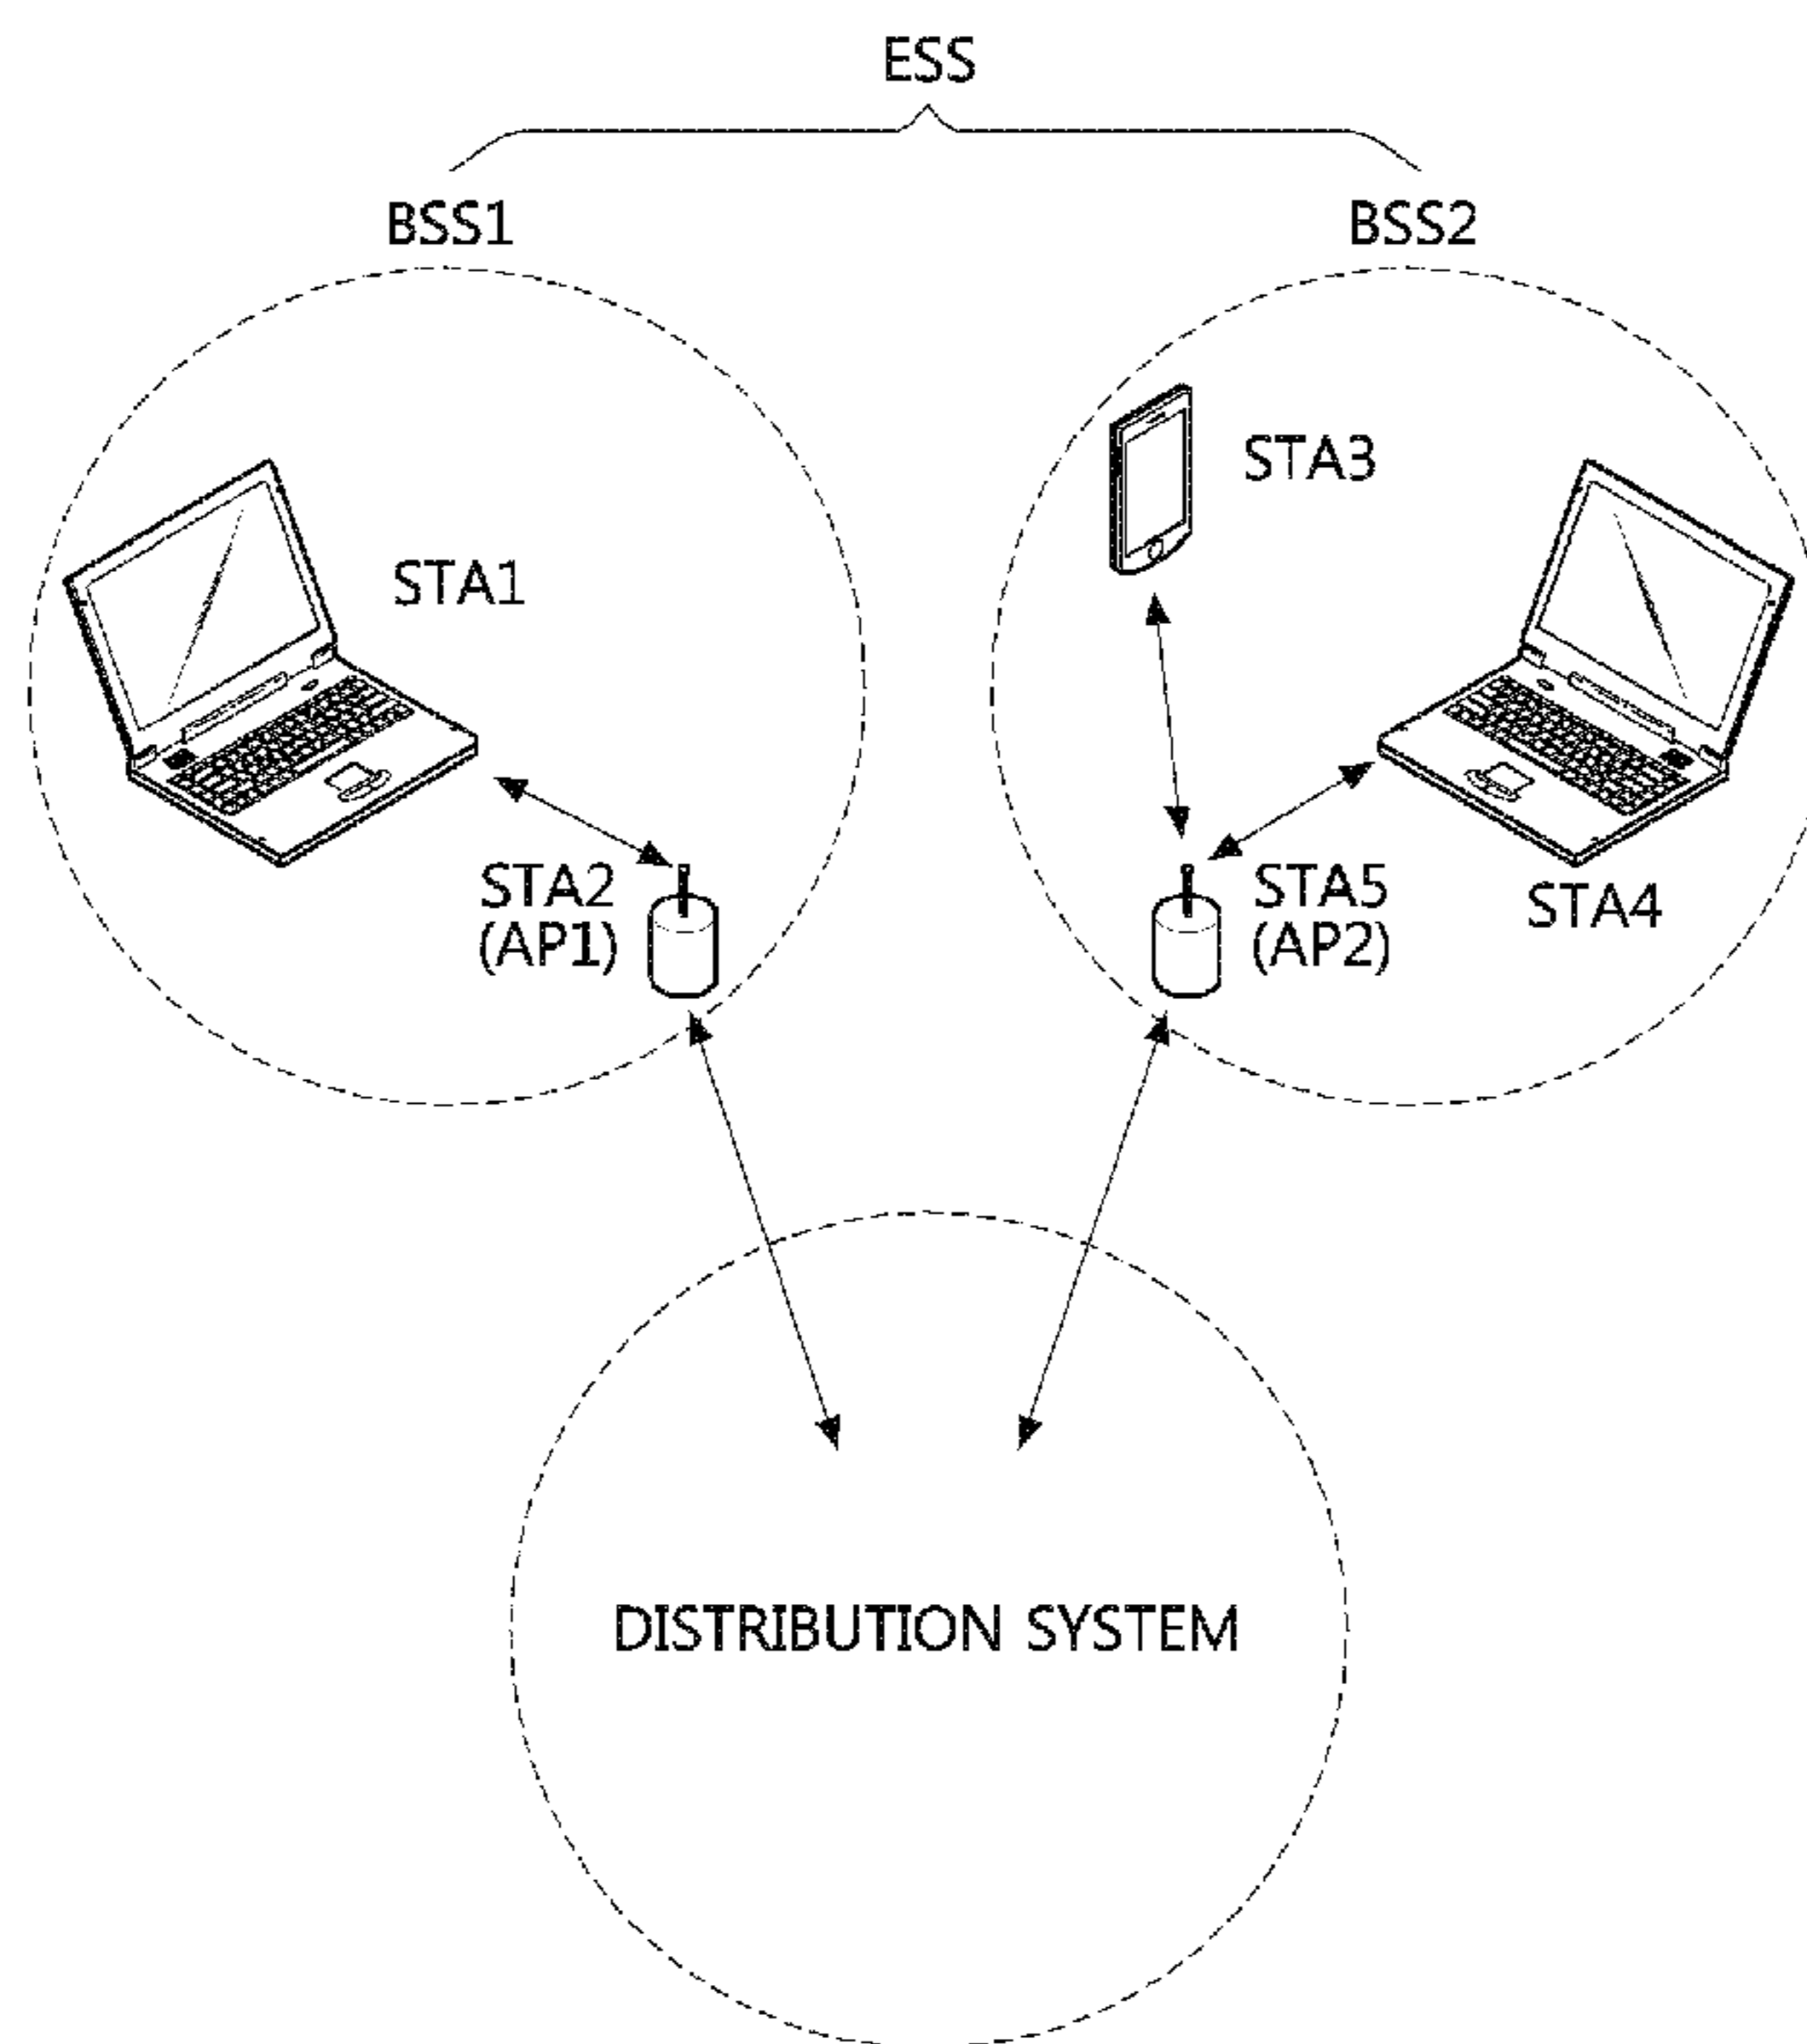 ESS
BSS1
BSS2
STA3
STA1
STA2
(AP1)
STA5
(AP2)
STA4
DISTRIBUTION SYSTEM